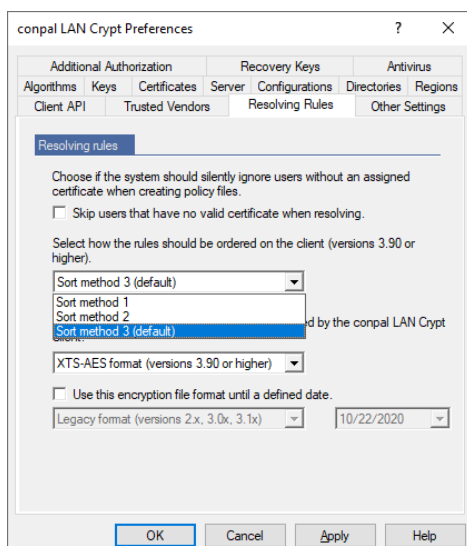 conpal LAN Crypt Preferences
?
Additional Authorization
Recovery Keys
Antivirus
Algorithms
Keys
Certificates
Server
Configurations
Directories
Regions
Client API
Trusted Vendors
Resolving Rules
Other Settings
Resolving rules
Choose if the system should silently ignore users without an assigned
certificate when creating policy files.
Skip users that have no valid certificate when resolving.
Select how the rules should be ordered on the client (versions 3.90 or
higher).
Sort method 3 (default)
Sort method 1
Sort method 2
Sort method 3 (default)
by the conpal LAN Crypt
XTS-AES format (versions 3.90 or higher)
Use this encryption file format until a defined date.
Legacy format (versions 2.x, 3.0x, 3.1x)
10/22/2020
OK
Cancel
Apply
Help